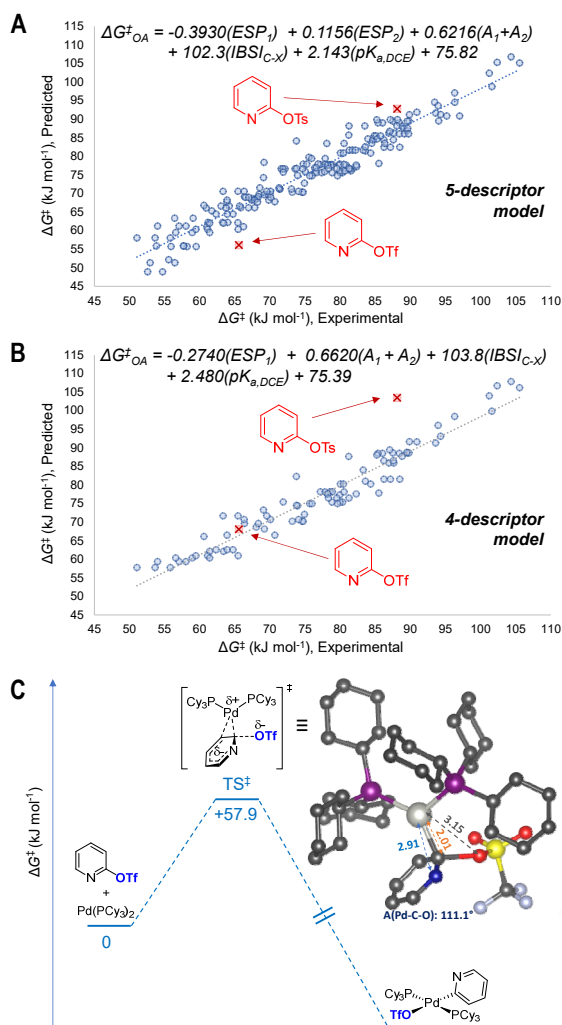 A
ΔG‡OA = -0.3930(ESP1) + 0.1156(ESP2) + 0.6216(A1+A2)
+ 102.3(IBSIC-X) + 2.143(pKa,DCE) + 75.82
ΔG‡ (kJ mol-1), Predicted
115
110
105
100
95
90
85
80
75
70
65
60
55
50
45
N
OTs
N
OTf
5-descriptor
model
45 50 55 60 65 70 75 80 85 90 95 100 105 110
ΔG‡ (kJ mol-1), Experimental
B
ΔG‡OA = -0.2740(ESP1) + 0.6620(A1 + A2) + 103.8(IBSIC-X)
+ 2.480(pKa,DCE) + 75.39
ΔG‡ (kJ mol-1), Predicted
115
110
105
100
95
90
85
80
75
70
65
60
55
50
45
N
OTs
N
OTf
4-descriptor
model
45 50 55 60 65 70 75 80 85 90 95 100 105 110
ΔG‡ (kJ mol-1), Experimental
C
ΔG‡ (kJ mol-1)
Cy3P δ+ PCy3
Pd
δ-
OTf
N
δ-
‡
≡
TS‡
+57.9
3.15
2.01
2.91
A(Pd-C-O): 111.1°
N OTf
+
Pd(PCy3)2
0
N
Cy3P
Pd
TfO
PCy3